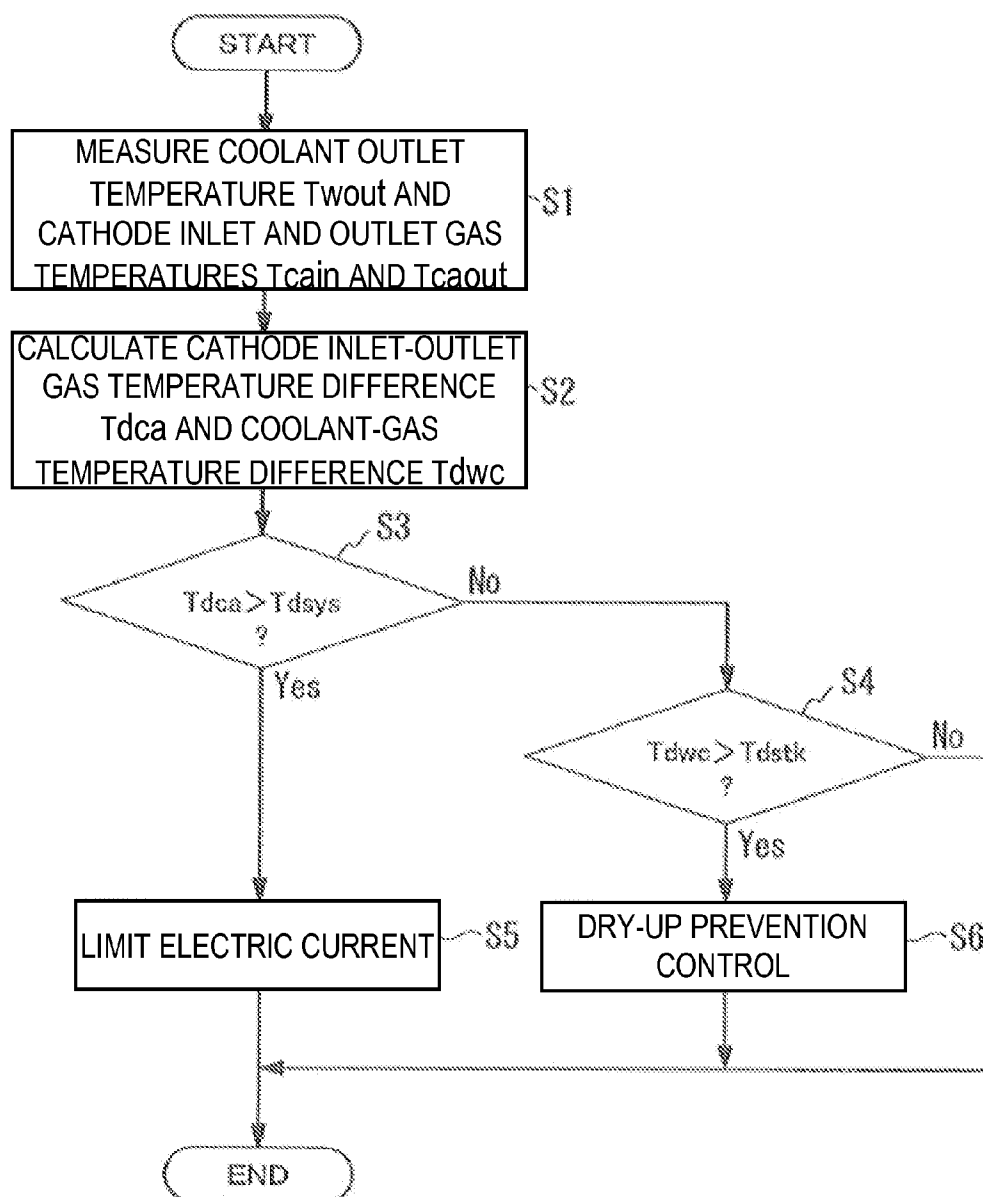 START
MEASURE COOLANT OUTLET
TEMPERATURE Twout AND
CATHODE INLET AND OUTLET GAS
TEMPERATURES Tcain AND Tcaout
S1
CALCULATE CATHODE INLET-OUTLET
GAS TEMPERATURE DIFFERENCE
Tdca AND COOLANT-GAS
TEMPERATURE DIFFERENCE Tdwc
S2
S3
Tdca>Tdsys
?
No
Yes
S4
Tdwc>Tdstk
?
No
Yes
LIMIT ELECTRIC CURRENT
S5
DRY-UP PREVENTION
CONTROL
S6
END